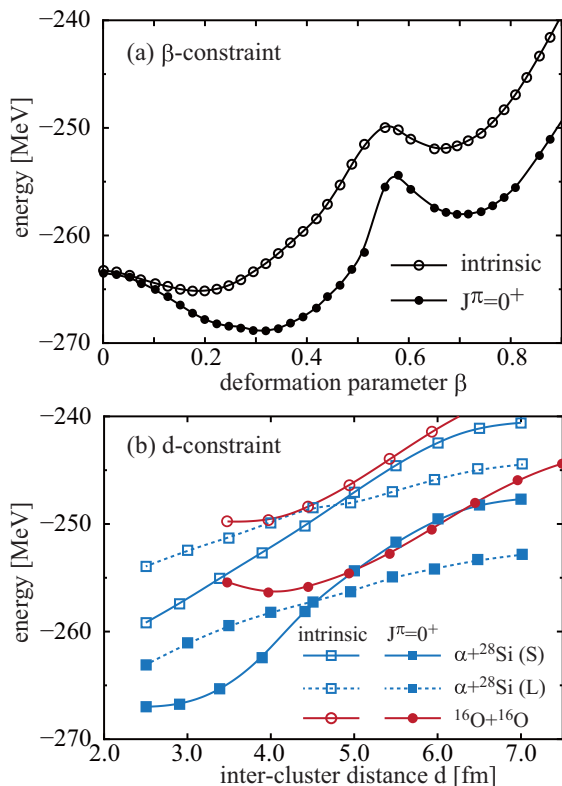 −240
(a) β-constraint
−250
energy [MeV]
−260
intrinsic
J^π=0^+
−270
0 0.2 0.4 0.6 0.8
deformation parameter β
−240
(b) d-constraint
−250
energy [MeV]
−260
intrinsic J^π=0^+
α+^28Si (S)
α+^28Si (L)
^16O+^16O
−270
2.0 3.0 4.0 5.0 6.0 7.0
inter-cluster distance d [fm]